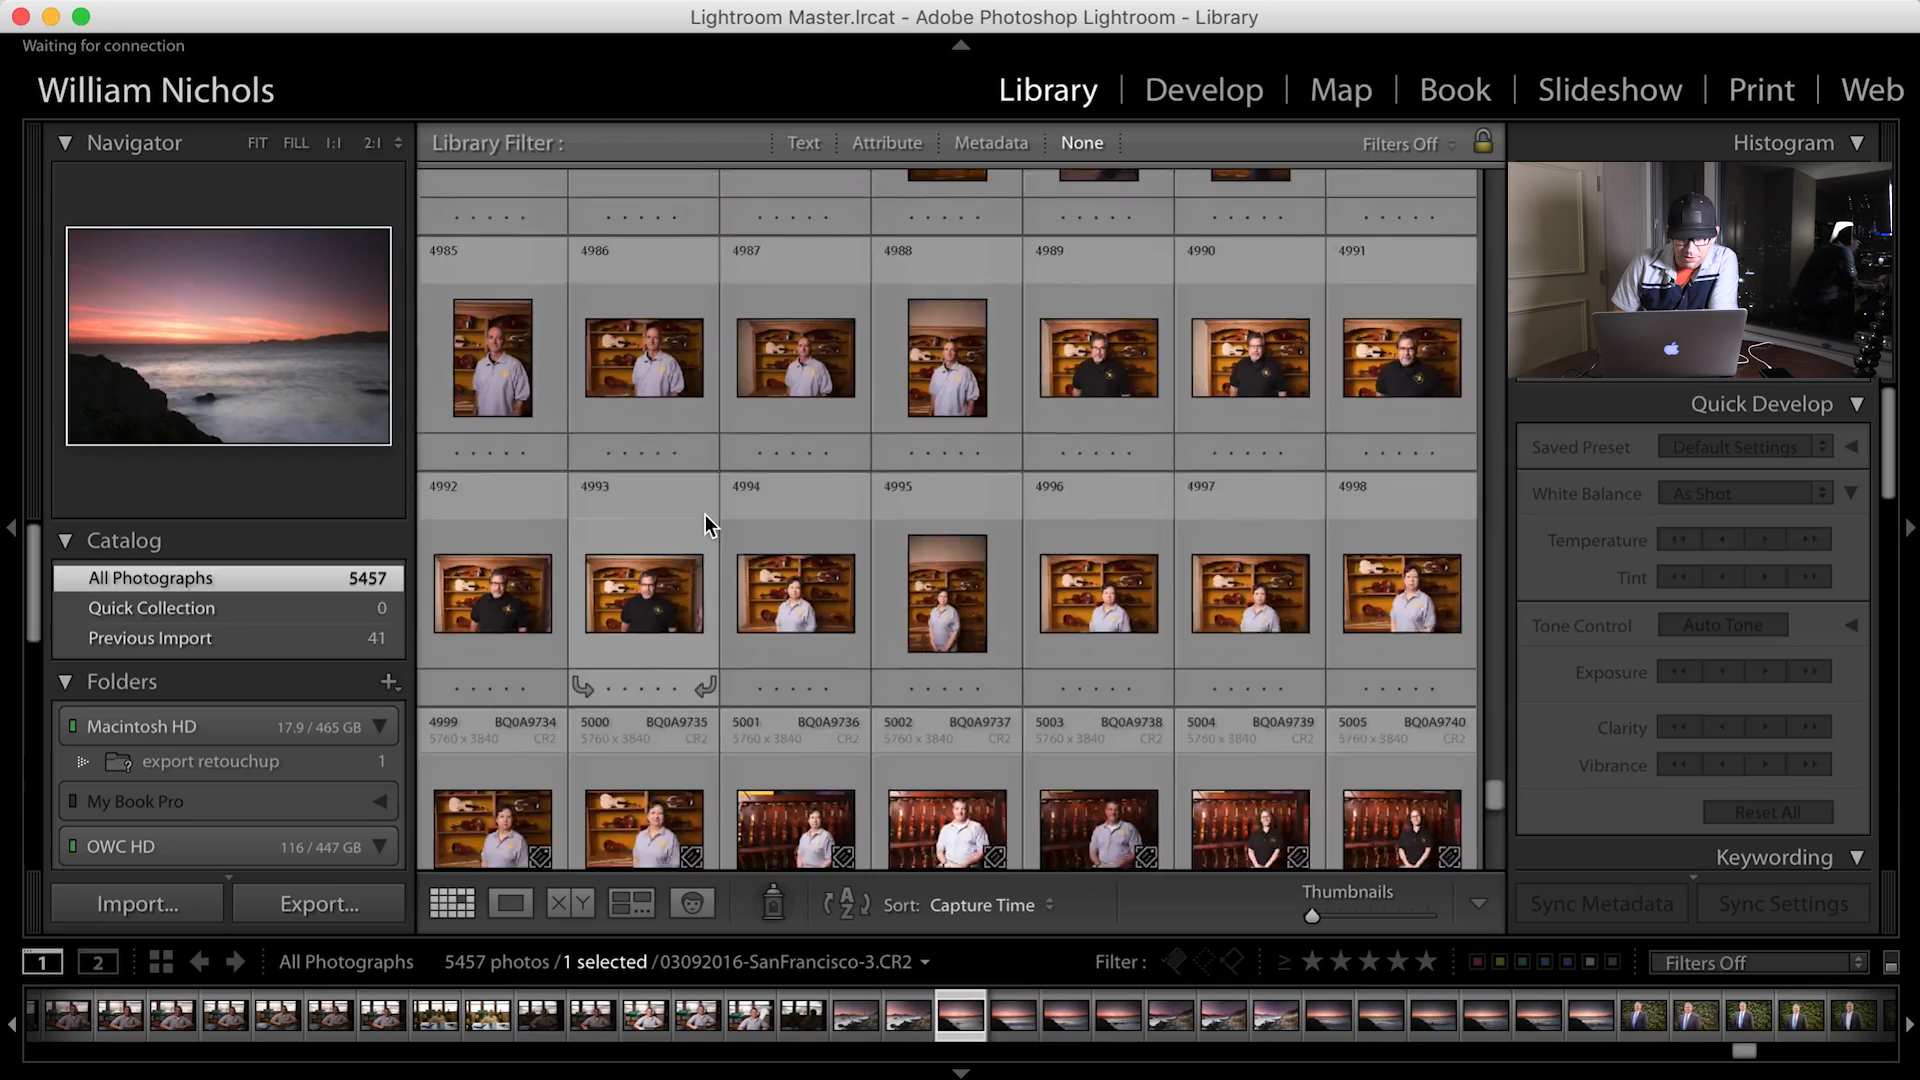 Lightroom Master.lrcat - Adobe Photoshop Lightroom - Library
Waiting for connection
William Nichols
Library | Develop | Map | Book | Slideshow | Print | Web
Navigator FIT FILL 1:1 2:1
Library Filter : Text Attribute Metadata None Filters Off
Histogram
4985 4986 4987 4988 4989 4990 4991
Quick Develop
Saved Preset Default Settings
White Balance As Shot
4992 4993 4994 4995 4996 4997 4998
Temperature
Tint
Catalog
All Photographs 5457
Quick Collection 0
Previous Import 41
Tone Control Auto Tone
Exposure
Folders
Macintosh HD 17.9 / 465 GB
export retouchup 1
My Book Pro
OWC HD 116 / 447 GB
4999 BQ0A9734 5000 BQ0A9735 5001 BQ0A9736 5002 BQ0A9737 5003 BQ0A9738 5004 BQ0A9739 5005 BQ0A9740
5760 x 3840 CR2 5760 x 3840 CR2 5760 x 3840 CR2 5760 x 3840 CR2 5760 x 3840 CR2 5760 x 3840 CR2 5760 x 3840 CR2
Clarity
Vibrance
Reset All
Keywording
Import... Export...
X Y
A Z Sort: Capture Time
Thumbnails
Sync Metadata Sync Settings
1 2 All Photographs 5457 photos / 1 selected / 03092016-SanFrancisco-3.CR2 Filter : ≥ ★★★★★ Filters Off